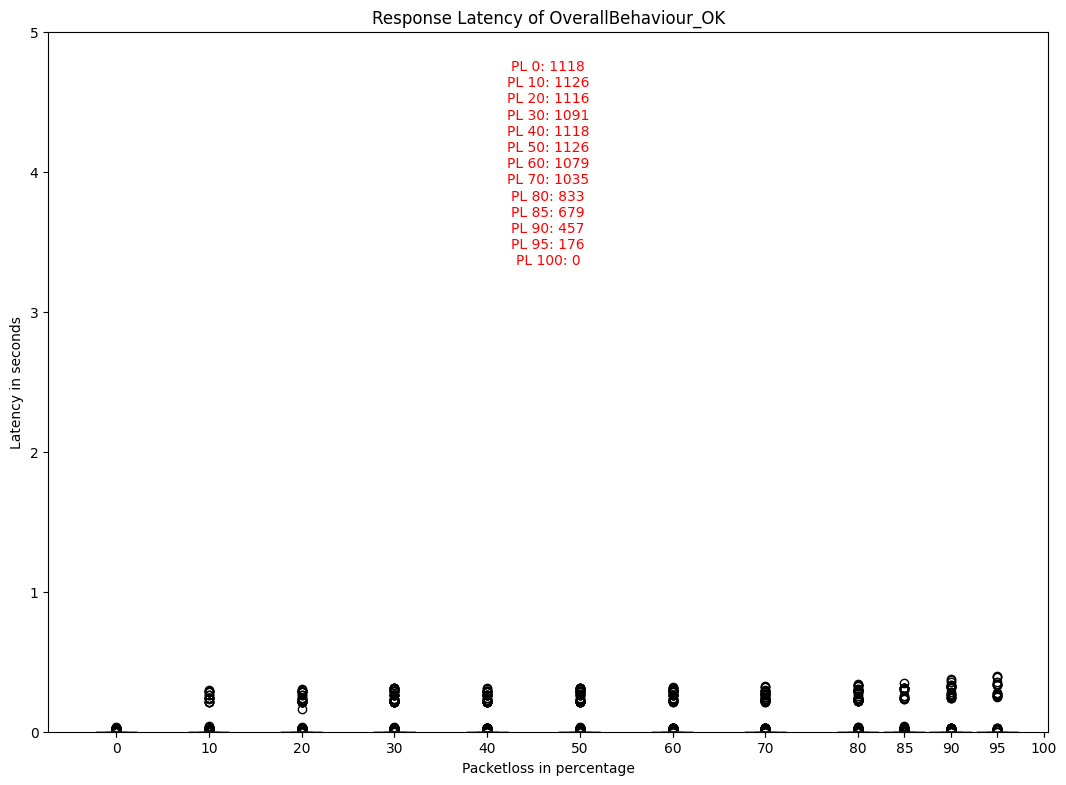 Response Latency of OverallBehaviour_OK
5
4
3
2
1
0
Latency in seconds
PL 0: 1118
PL 10: 1126
PL 20: 1116
PL 30: 1091
PL 40: 1118
PL 50: 1126
PL 60: 1079
PL 70: 1035
PL 80: 833
PL 85: 679
PL 90: 457
PL 95: 176
PL 100: 0
0 10 20 30 40 50 60 70 80 85 90 95 100
Packetloss in percentage